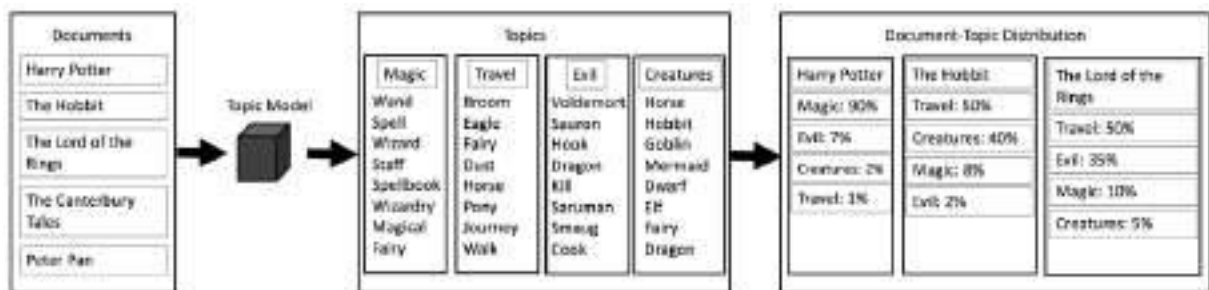 Documents
Harry Potter
The Hobbit
The Lord of the
Rings
The Canterbury
Tales
Peter Pan
Topic Model
Topics
Magic
Wand
Spell
Wizard
Staff
Spellbook
Wizardry
Magical
Fairy
Travel
Broom
Eagle
Fairy
Dust
Horse
Pony
Journey
Walk
Evil
Voldemort
Sauron
Hook
Dragon
Kill
Saruman
Smaug
Cook
Creatures
Horse
Hobbit
Goblin
Mermaid
Dwarf
Elf
Fairy
Dragon
Document-Topic Distribution
Harry Potter
Magic: 90%
Evil: 7%
Creatures: 2%
Travel: 1%
The Hobbit
Travel: 50%
Creatures: 40%
Magic: 8%
Evil: 2%
The Lord of the
Rings
Travel: 50%
Evil: 35%
Magic: 10%
Creatures: 5%